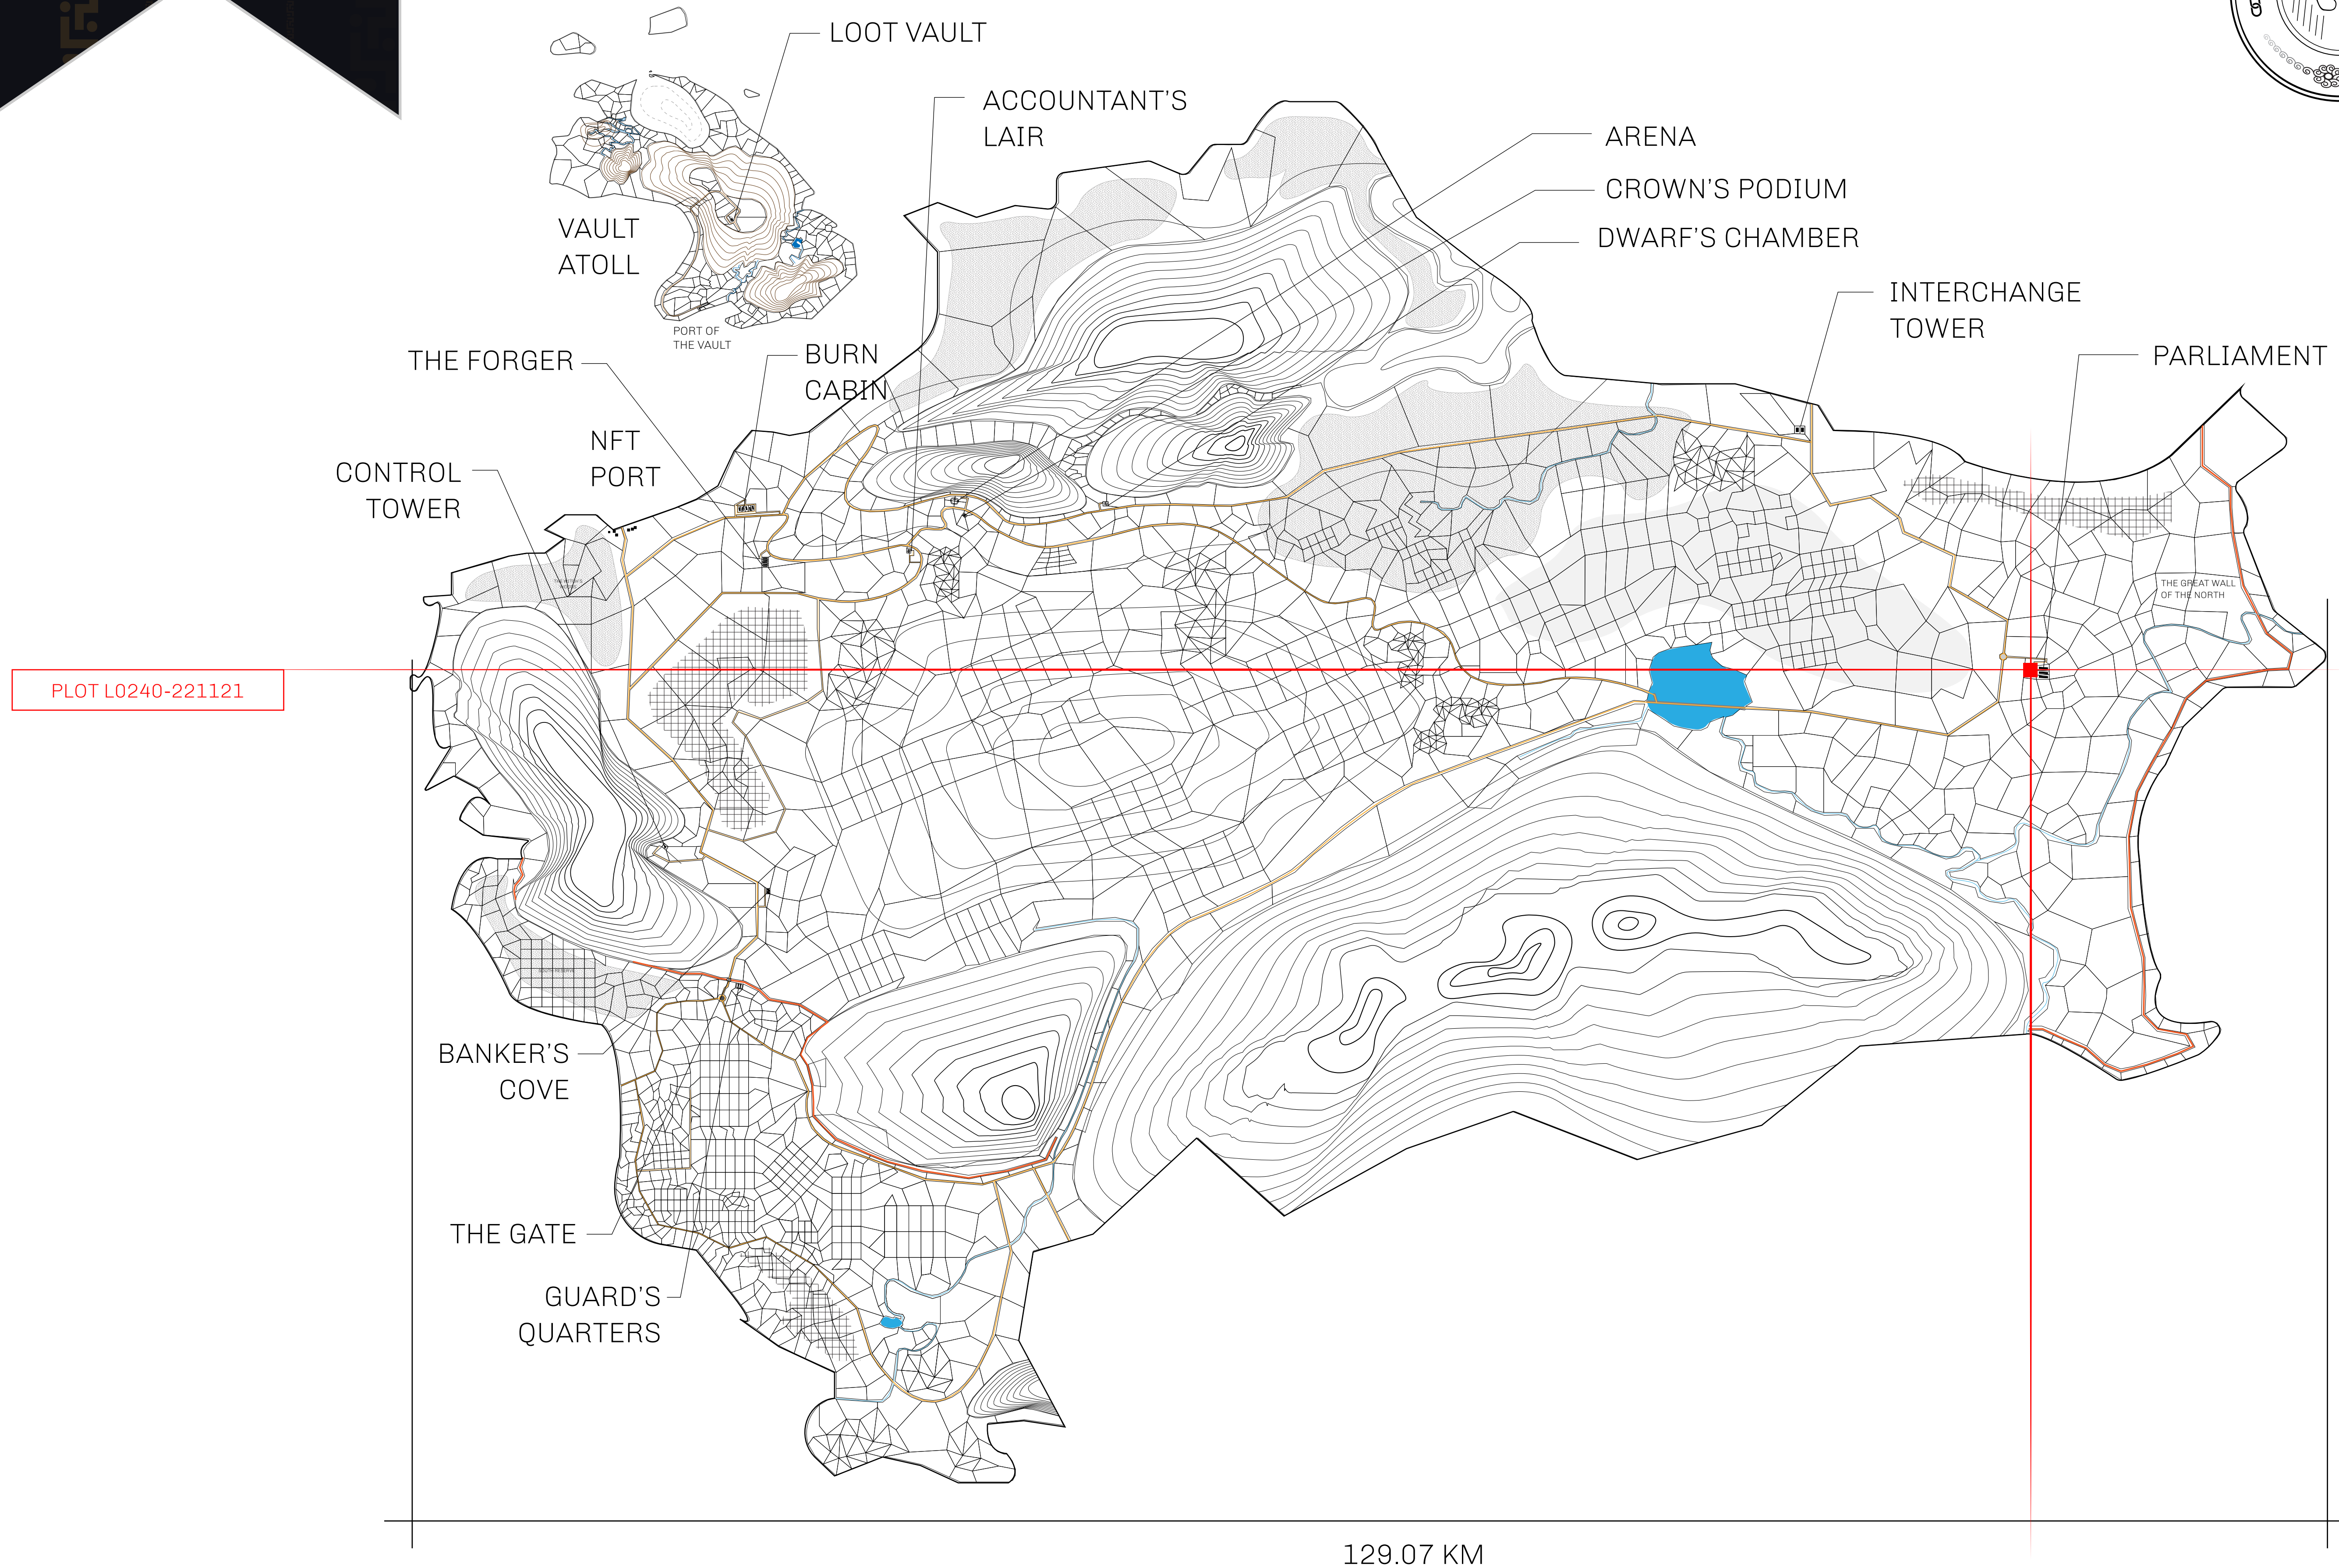 LOOT VAULT
ACCOUNTANT'S
LAIR
ARENA
CROWN'S PODIUM
DWARF'S CHAMBER
VAULT
ATOLL
INTERCHANGE
TOWER
PORT OF
THE VAULT
THE FORGER
BURN
CABIN
PARLIAMENT
NFT
PORT
CONTROL
TOWER
THE GREAT WALL
OF THE NORTH
PLOT L0240-221121
BANKER'S
COVE
THE GATE
GUARD'S
QUARTERS
129.07 KM